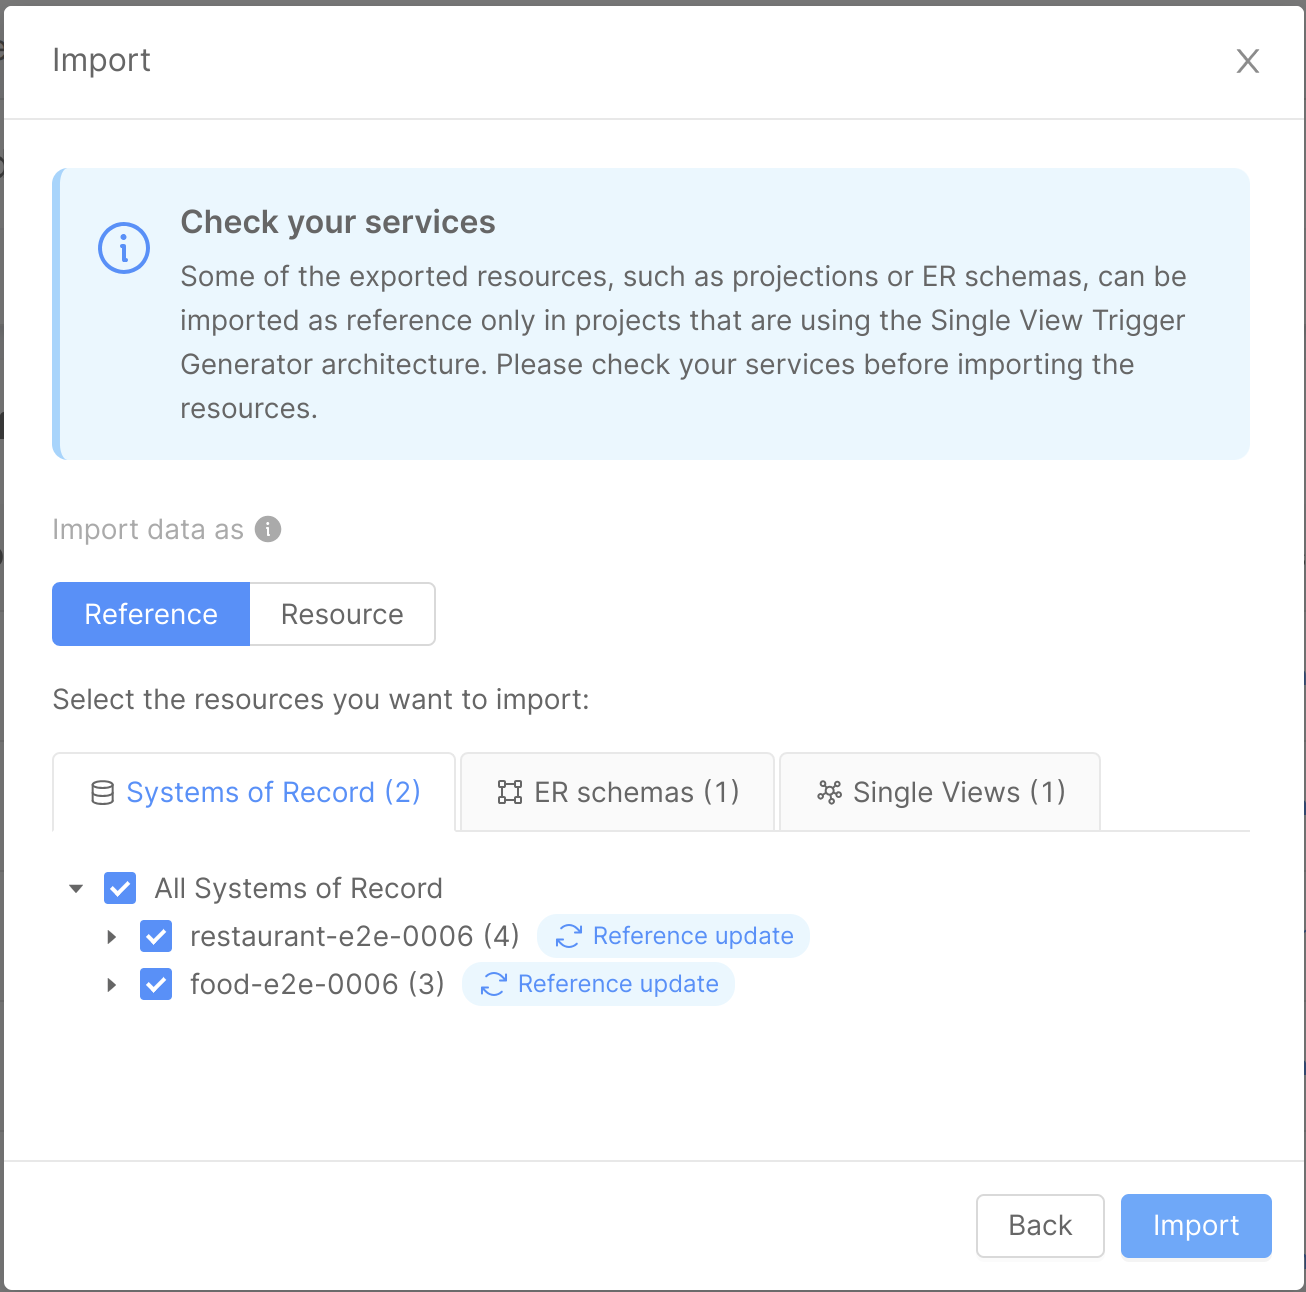 Import
Check your services
Some of the exported resources, such as projections or ER schemas, can be
imported as reference only in projects that are using the Single View Trigger
Generator architecture. Please check your services before importing the
resources.
Import data as
Reference
Resource
Select the resources you want to import:
Systems of Record (2)
ER schemas (1)
Single Views (1)
All Systems of Record
restaurant-e2e-0006 (4)
Reference update
food-e2e-0006 (3)
Reference update
Back
Import